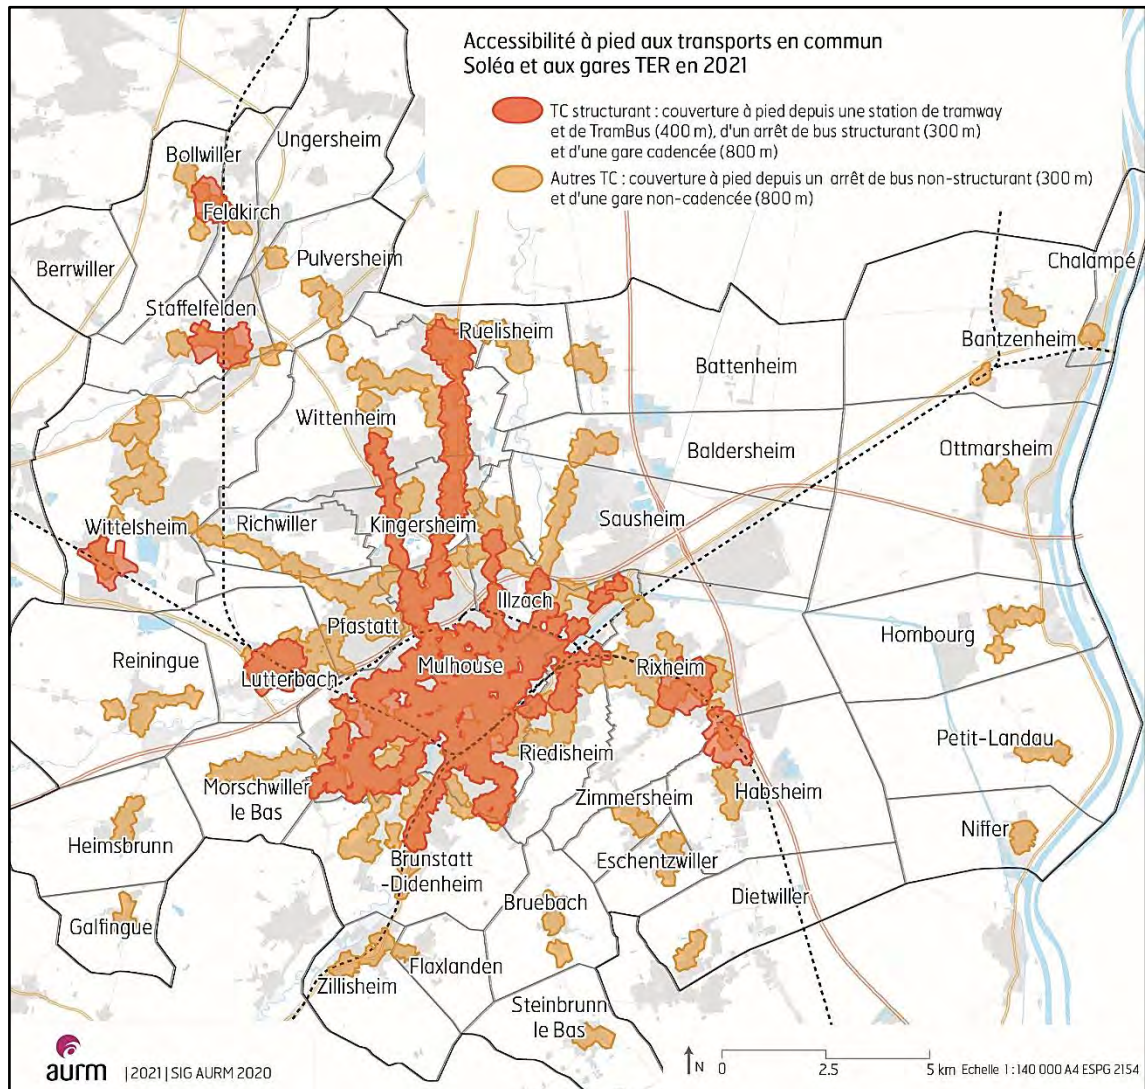 Accessibilité à pied aux transports en commun
Soléa et aux gares TER en 2021
TC structurant : couverture à pied depuis une station de tramway
et de TramBus (400 m), d'un arrêt de bus structurant (300 m)
et d'une gare cadencée (800 m)
Autres TC : couverture à pied depuis un arrêt de bus non-structurant (300 m)
et d'une gare non-cadencée (800 m)
Ungersheim
Bollwiller
Feldkirch
Berrwiller
Pulversheim
Staffelfelden
Ruelisheim
Chalampé
Bantzenheim
Battenheim
Wittenheim
Baldersheim
Ottmarsheim
Wittelsheim
Richwiller
Kingersheim
Sausheim
Illzach
Pfastatt
Hombourg
Reiningue
Lutterbach
Mulhouse
Rixheim
Riedisheim
Petit-Landau
Morschwiller
le Bas
Zimmersheim
Habsheim
Niffer
Heimsbrunn
Eschentzwiller
Brunstatt
-Didenheim
Dietwiller
Bruebach
Galfingue
Flaxlanden
Zillisheim
Steinbrunn
le Bas
aurm | 2021 | SIG AURM 2020
N 0 2.5 5 km Echelle 1 : 140 000 A4 ESPG 2154